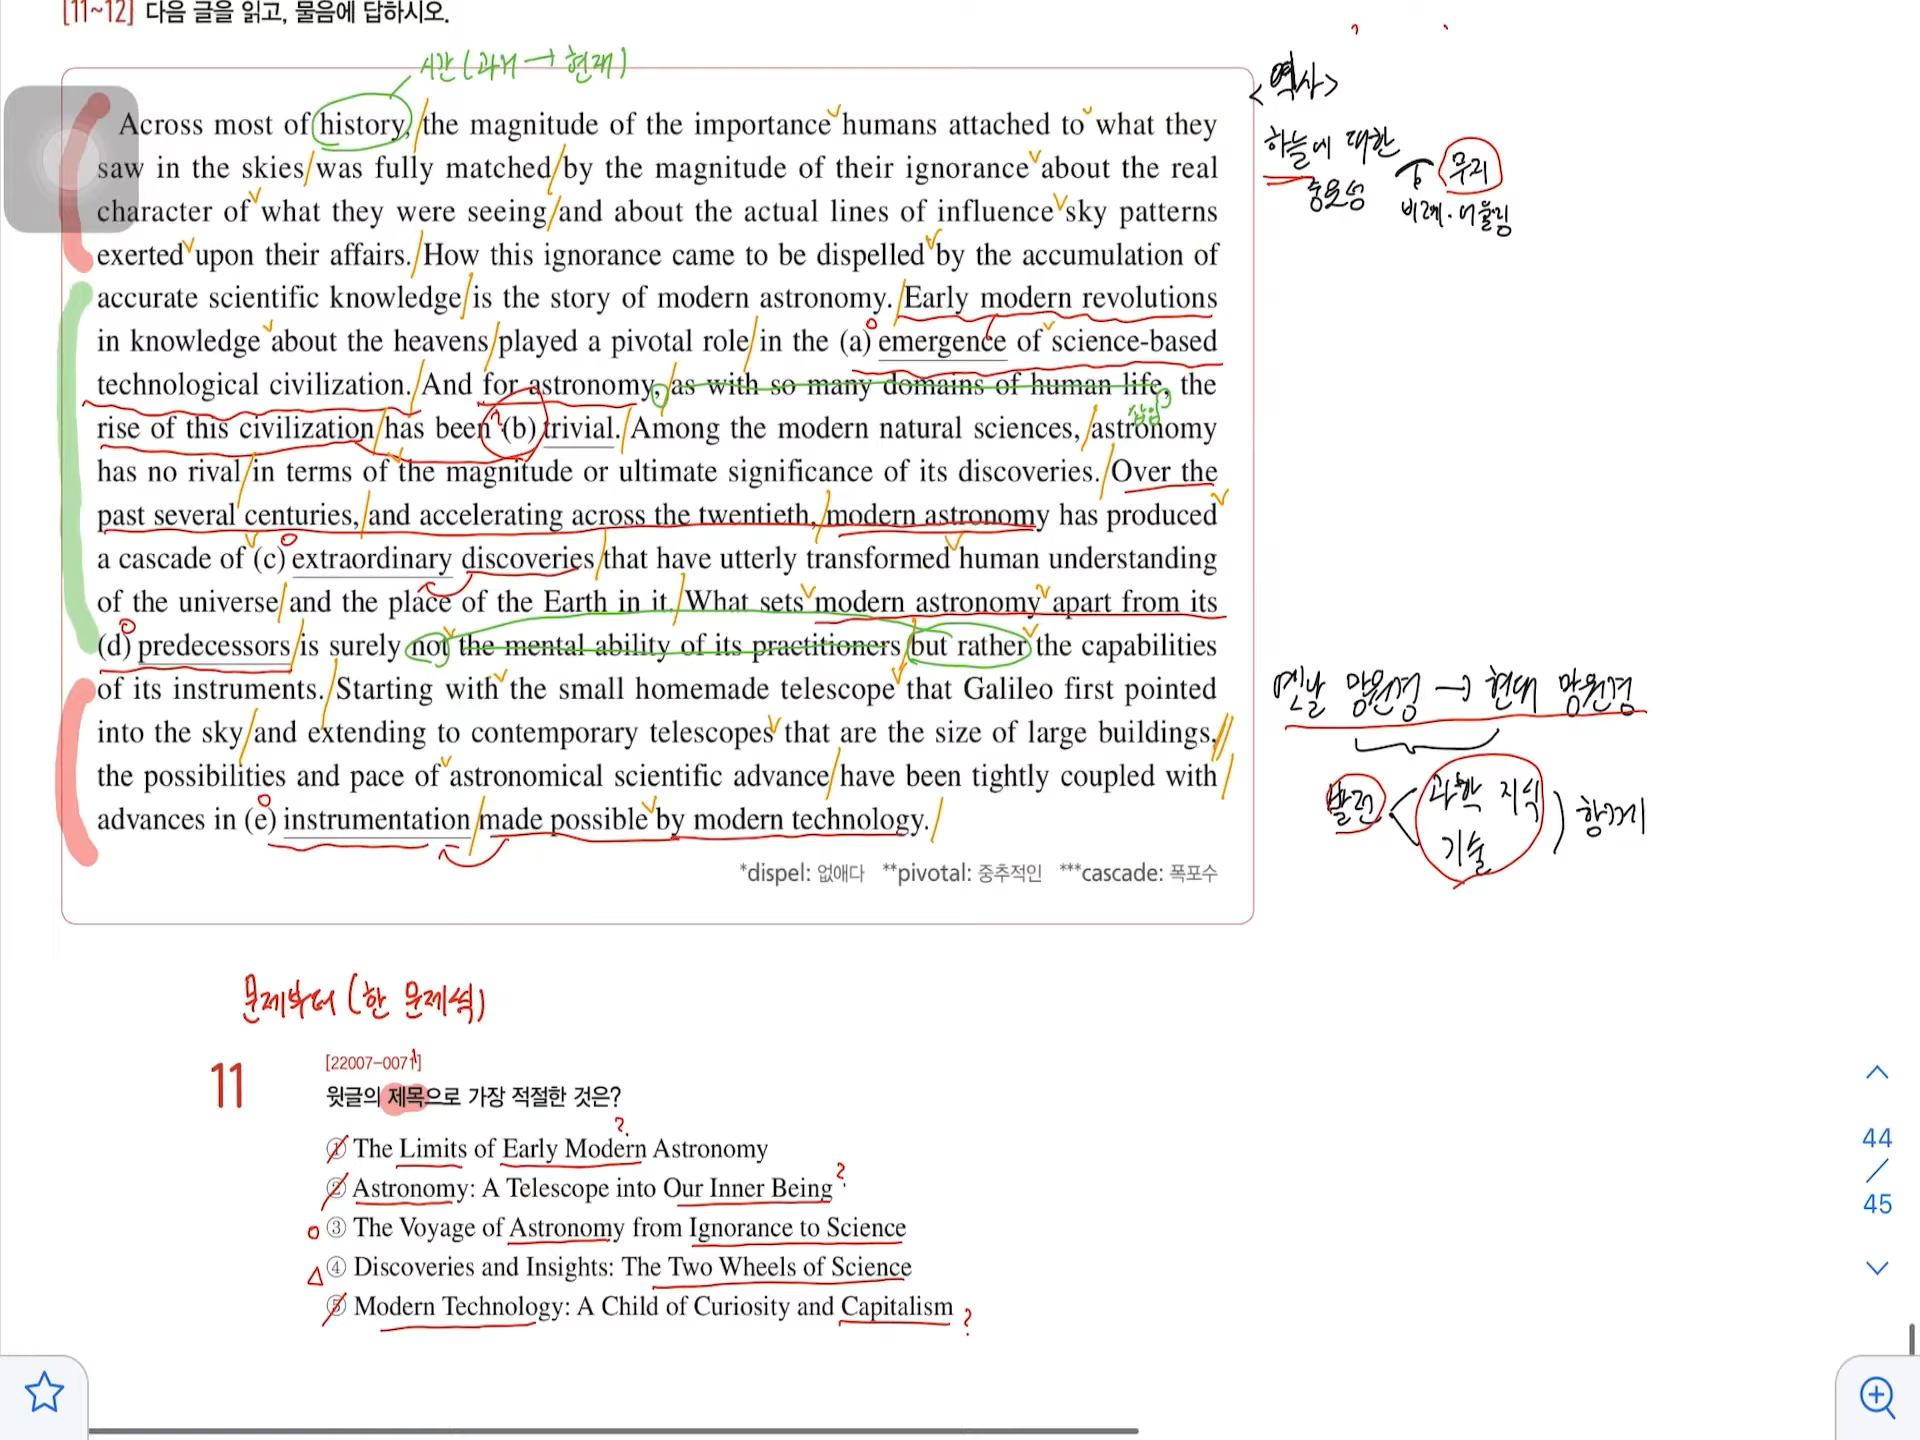 [11~12] 다음 글을 읽고, 물음에 답하시오.
시간 (과거 → 현재)
Across most of history, the magnitude of the importance humans attached to what they
saw in the skies was fully matched by the magnitude of their ignorance about the real
character of what they were seeing and about the actual lines of influence sky patterns
exerted upon their affairs. How this ignorance came to be dispelled by the accumulation of
accurate scientific knowledge is the story of modern astronomy. Early modern revolutions
in knowledge about the heavens played a pivotal role in the (a) emergence of science-based
technological civilization. And for astronomy, as with so many domains of human life, the
삽입
rise of this civilization has been (b) trivial. Among the modern natural sciences, astronomy
has no rival in terms of the magnitude or ultimate significance of its discoveries. Over the
past several centuries, and accelerating across the twentieth, modern astronomy has produced
a cascade of (c) extraordinary discoveries that have utterly transformed human understanding
of the universe and the place of the Earth in it. What sets modern astronomy apart from its
(d) predecessors is surely not the mental ability of its practitioners but rather the capabilities
of its instruments. Starting with the small homemade telescope that Galileo first pointed
into the sky and extending to contemporary telescopes that are the size of large buildings,
the possibilities and pace of astronomical scientific advance have been tightly coupled with
advances in (e) instrumentation made possible by modern technology.
*dispel: 없애다 **pivotal: 중추적인 ***cascade: 폭포수
<역사>
하늘에 대한
중요성
무지
비례·어울림
옛날 망원경 → 현대 망원경
발전 < 과학 지식
기술
) 함께
문제부터 (한 문제씩)
11
[22007-0071]
윗글의 제목으로 가장 적절한 것은?
① The Limits of Early Modern Astronomy ?
② Astronomy: A Telescope into Our Inner Being ?
③ The Voyage of Astronomy from Ignorance to Science
④ Discoveries and Insights: The Two Wheels of Science
⑤ Modern Technology: A Child of Curiosity and Capitalism ?
44
/
45